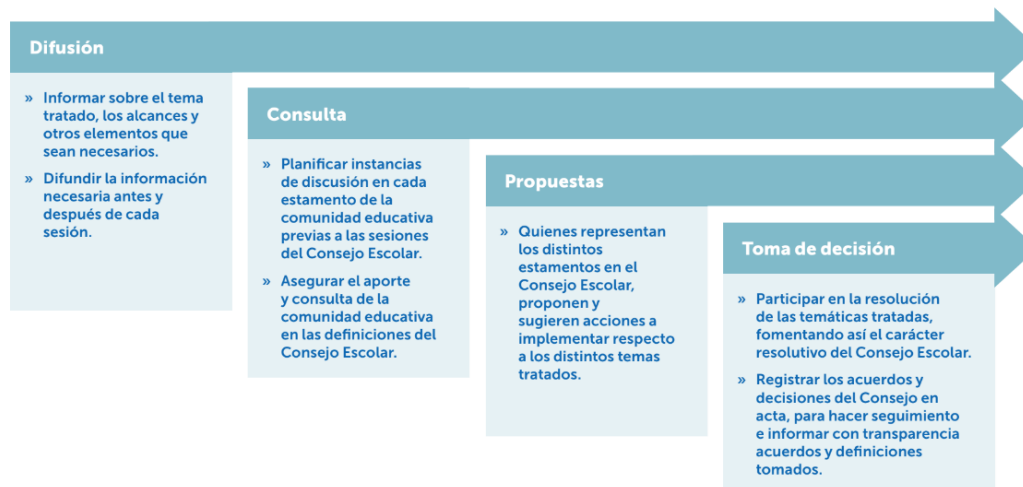 Difusión
» Informar sobre el tema
tratado, los alcances y
otros elementos que
sean necesarios.
» Difundir la información
necesaria antes y
después de cada
sesión.
Consulta
» Planificar instancias
de discusión en cada
estamento de la
comunidad educativa
previas a las sesiones
del Consejo Escolar.
» Asegurar el aporte
y consulta de la
comunidad educativa
en las definiciones del
Consejo Escolar.
Propuestas
» Quienes representan
los distintos
estamentos en el
Consejo Escolar,
proponen y
sugieren acciones a
implementar respecto
a los distintos temas
tratados.
Toma de decisión
» Participar en la resolución
de las temáticas tratadas,
fomentando así el carácter
resolutivo del Consejo Escolar.
» Registrar los acuerdos y
decisiones del Consejo en
acta, para hacer seguimiento
e informar con transparencia
acuerdos y definiciones
tomados.